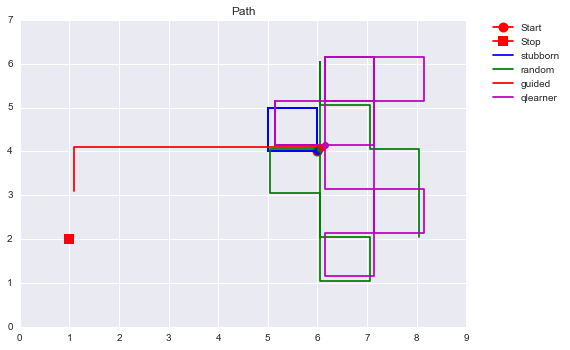 Path
7
6
5
4
3
2
1
0
0 1 2 3 4 5 6 7 8 9
Start
Stop
stubborn
random
guided
qlearner